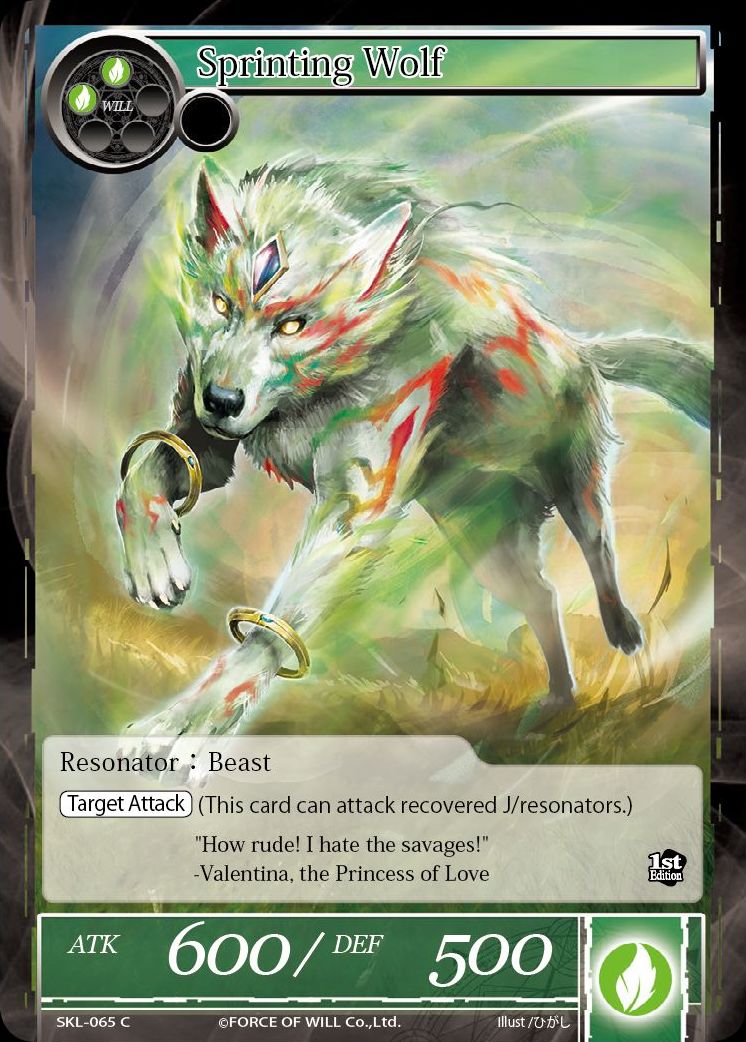 Sprinting Wolf
WILL
Resonator : Beast
Target Attack (This card can attack recovered J/resonators.)
"How rude! I hate the savages!"
-Valentina, the Princess of Love
1st
Edition
ATK 600/ DEF 500
SKL-065 C ©FORCE OF WILL Co.,Ltd. Illust /ひがし